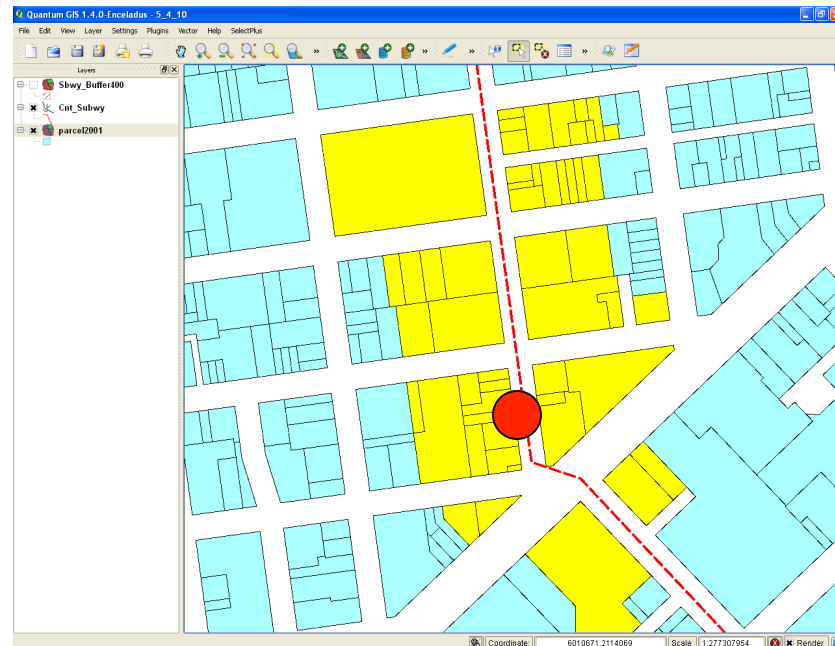 Quantum GIS 1.4.0-Enceladus - 5_4_10
File Edit View Layer Settings Plugins Vector Help SelectPlus
Layers
Sbwy_Buffer400
Cnt_Subwy
parcel2001
Coordinate: 6010671,2114069 Scale 1:277307954 Render